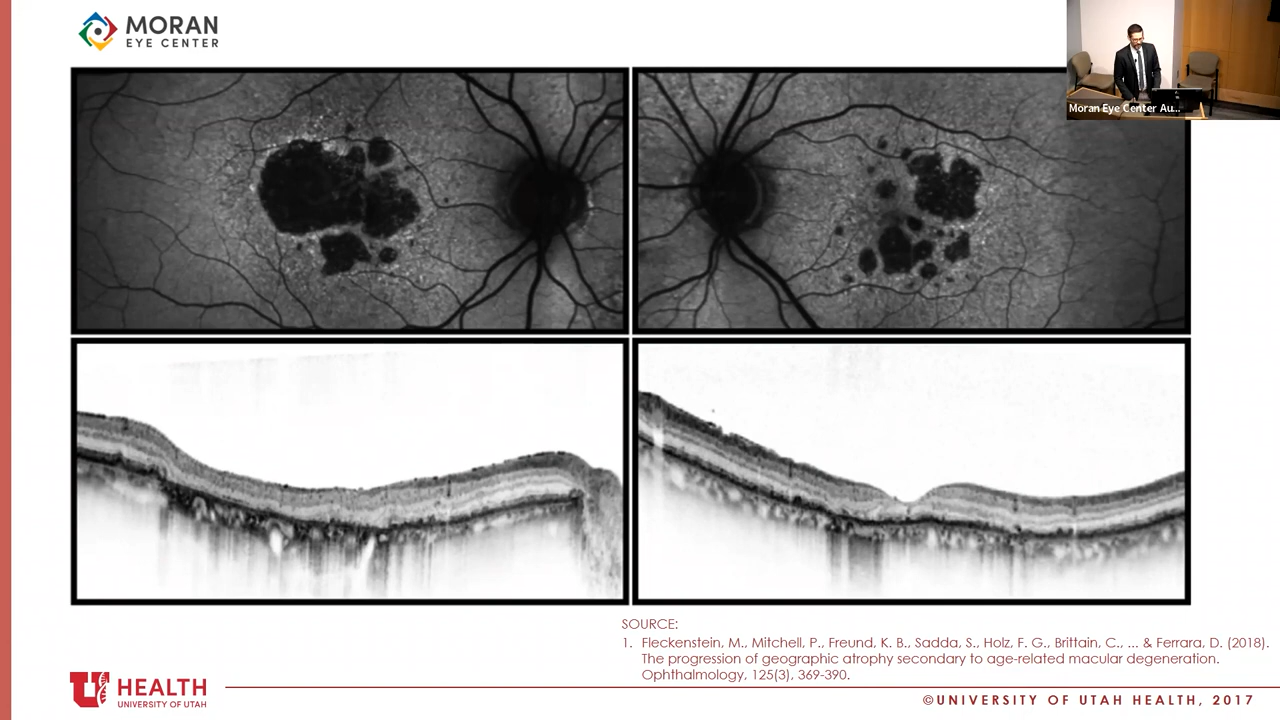 MORAN
EYE CENTER
Moran Eye Center Au...
SOURCE:
1. Fleckenstein, M., Mitchell, P., Freund, K. B., Sadda, S., Holz, F. G., Brittain, C., ... & Ferrara, D. (2018).
The progression of geographic atrophy secondary to age-related macular degeneration.
Ophthalmology, 125(3), 369-390.
U HEALTH
UNIVERSITY OF UTAH
©UNIVERSITY OF UTAH HEALTH, 2017